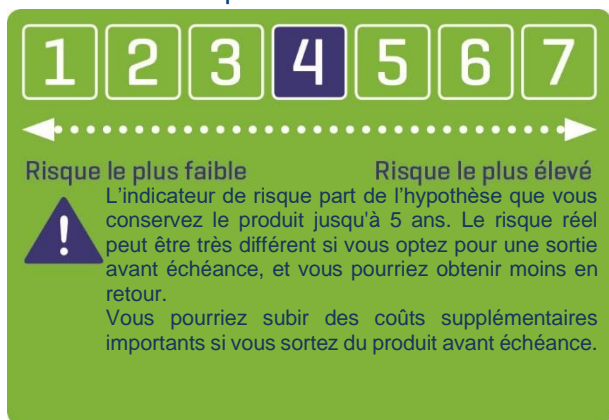 1 2 3 4 5 6 7
Risque le plus faible Risque le plus élevé
L'indicateur de risque part de l'hypothèse que vous
conservez le produit jusqu'à 5 ans. Le risque réel
peut être très différent si vous optez pour une sortie
avant échéance, et vous pourriez obtenir moins en
retour.
Vous pourriez subir des coûts supplémentaires
importants si vous sortez du produit avant échéance.